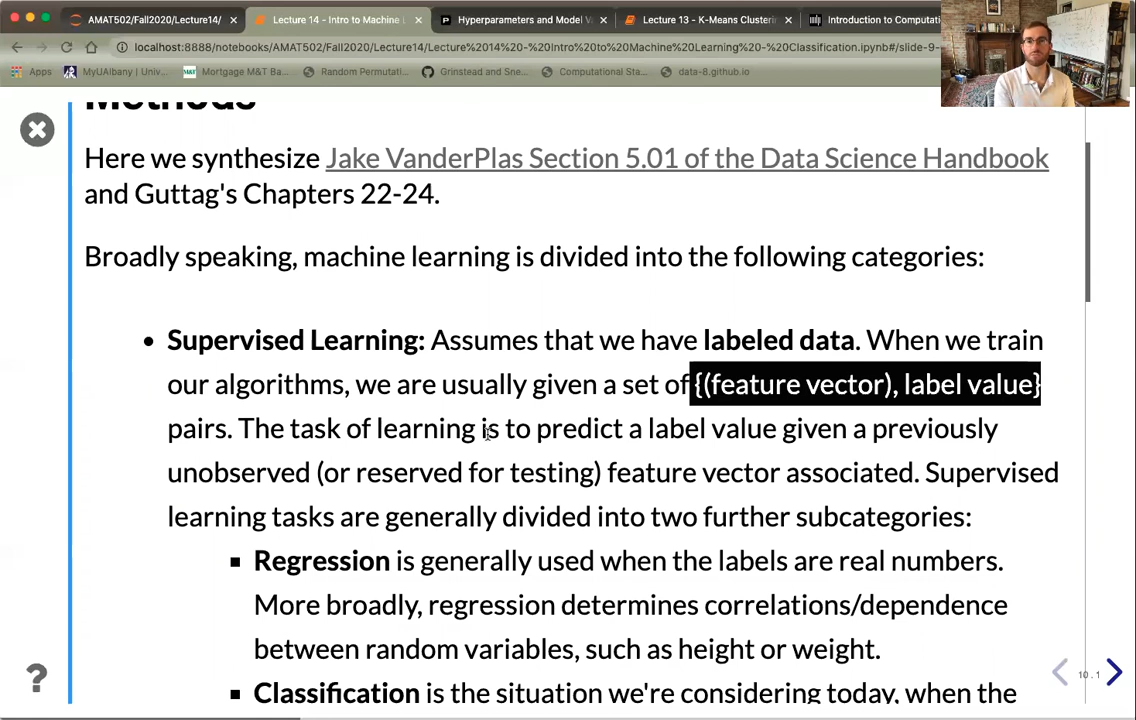 AMAT502/Fall2020/Lecture14/
Lecture 14 - Intro to Machine L
Hyperparameters and Model V
Lecture 13 - K-Means Clusterin
Introduction to Computati
localhost:8888/notebooks/AMAT502/Fall2020/Lecture14/Lecture%2014%20-%20Intro%20to%20Machine%20Learning%20-%20Classification.ipynb#/slide-9-
Apps
MyUAlbany | Univ...
M&T
Mortgage M&T Ba...
Random Permutati...
Grinstead and Sne...
Computational Sta...
data-8.github.io
Methods
Here we synthesize Jake VanderPlas Section 5.01 of the Data Science Handbook
and Guttag's Chapters 22-24.
Broadly speaking, machine learning is divided into the following categories:
• Supervised Learning: Assumes that we have labeled data. When we train
our algorithms, we are usually given a set of {(feature vector), label value}
pairs. The task of learning is to predict a label value given a previously
unobserved (or reserved for testing) feature vector associated. Supervised
learning tasks are generally divided into two further subcategories:
▪ Regression is generally used when the labels are real numbers.
More broadly, regression determines correlations/dependence
between random variables, such as height or weight.
▪ Classification is the situation we're considering today, when the
?
10.1